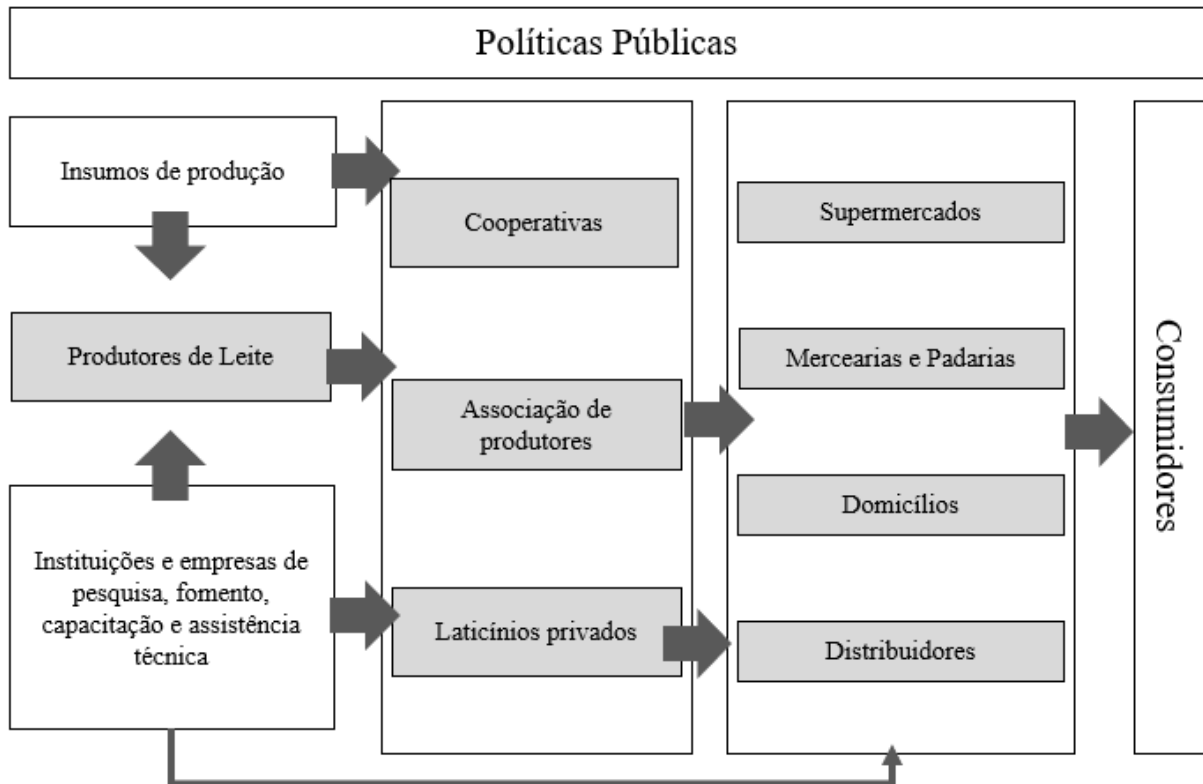 Políticas Públicas
Insumos de produção
Produtores de Leite
Instituições e empresas de
pesquisa, fomento,
capacitação e assistência
técnica
Cooperativas
Associação de
produtores
Laticínios privados
Supermercados
Mercearias e Padarias
Domicílios
Distribuidores
Consumidores